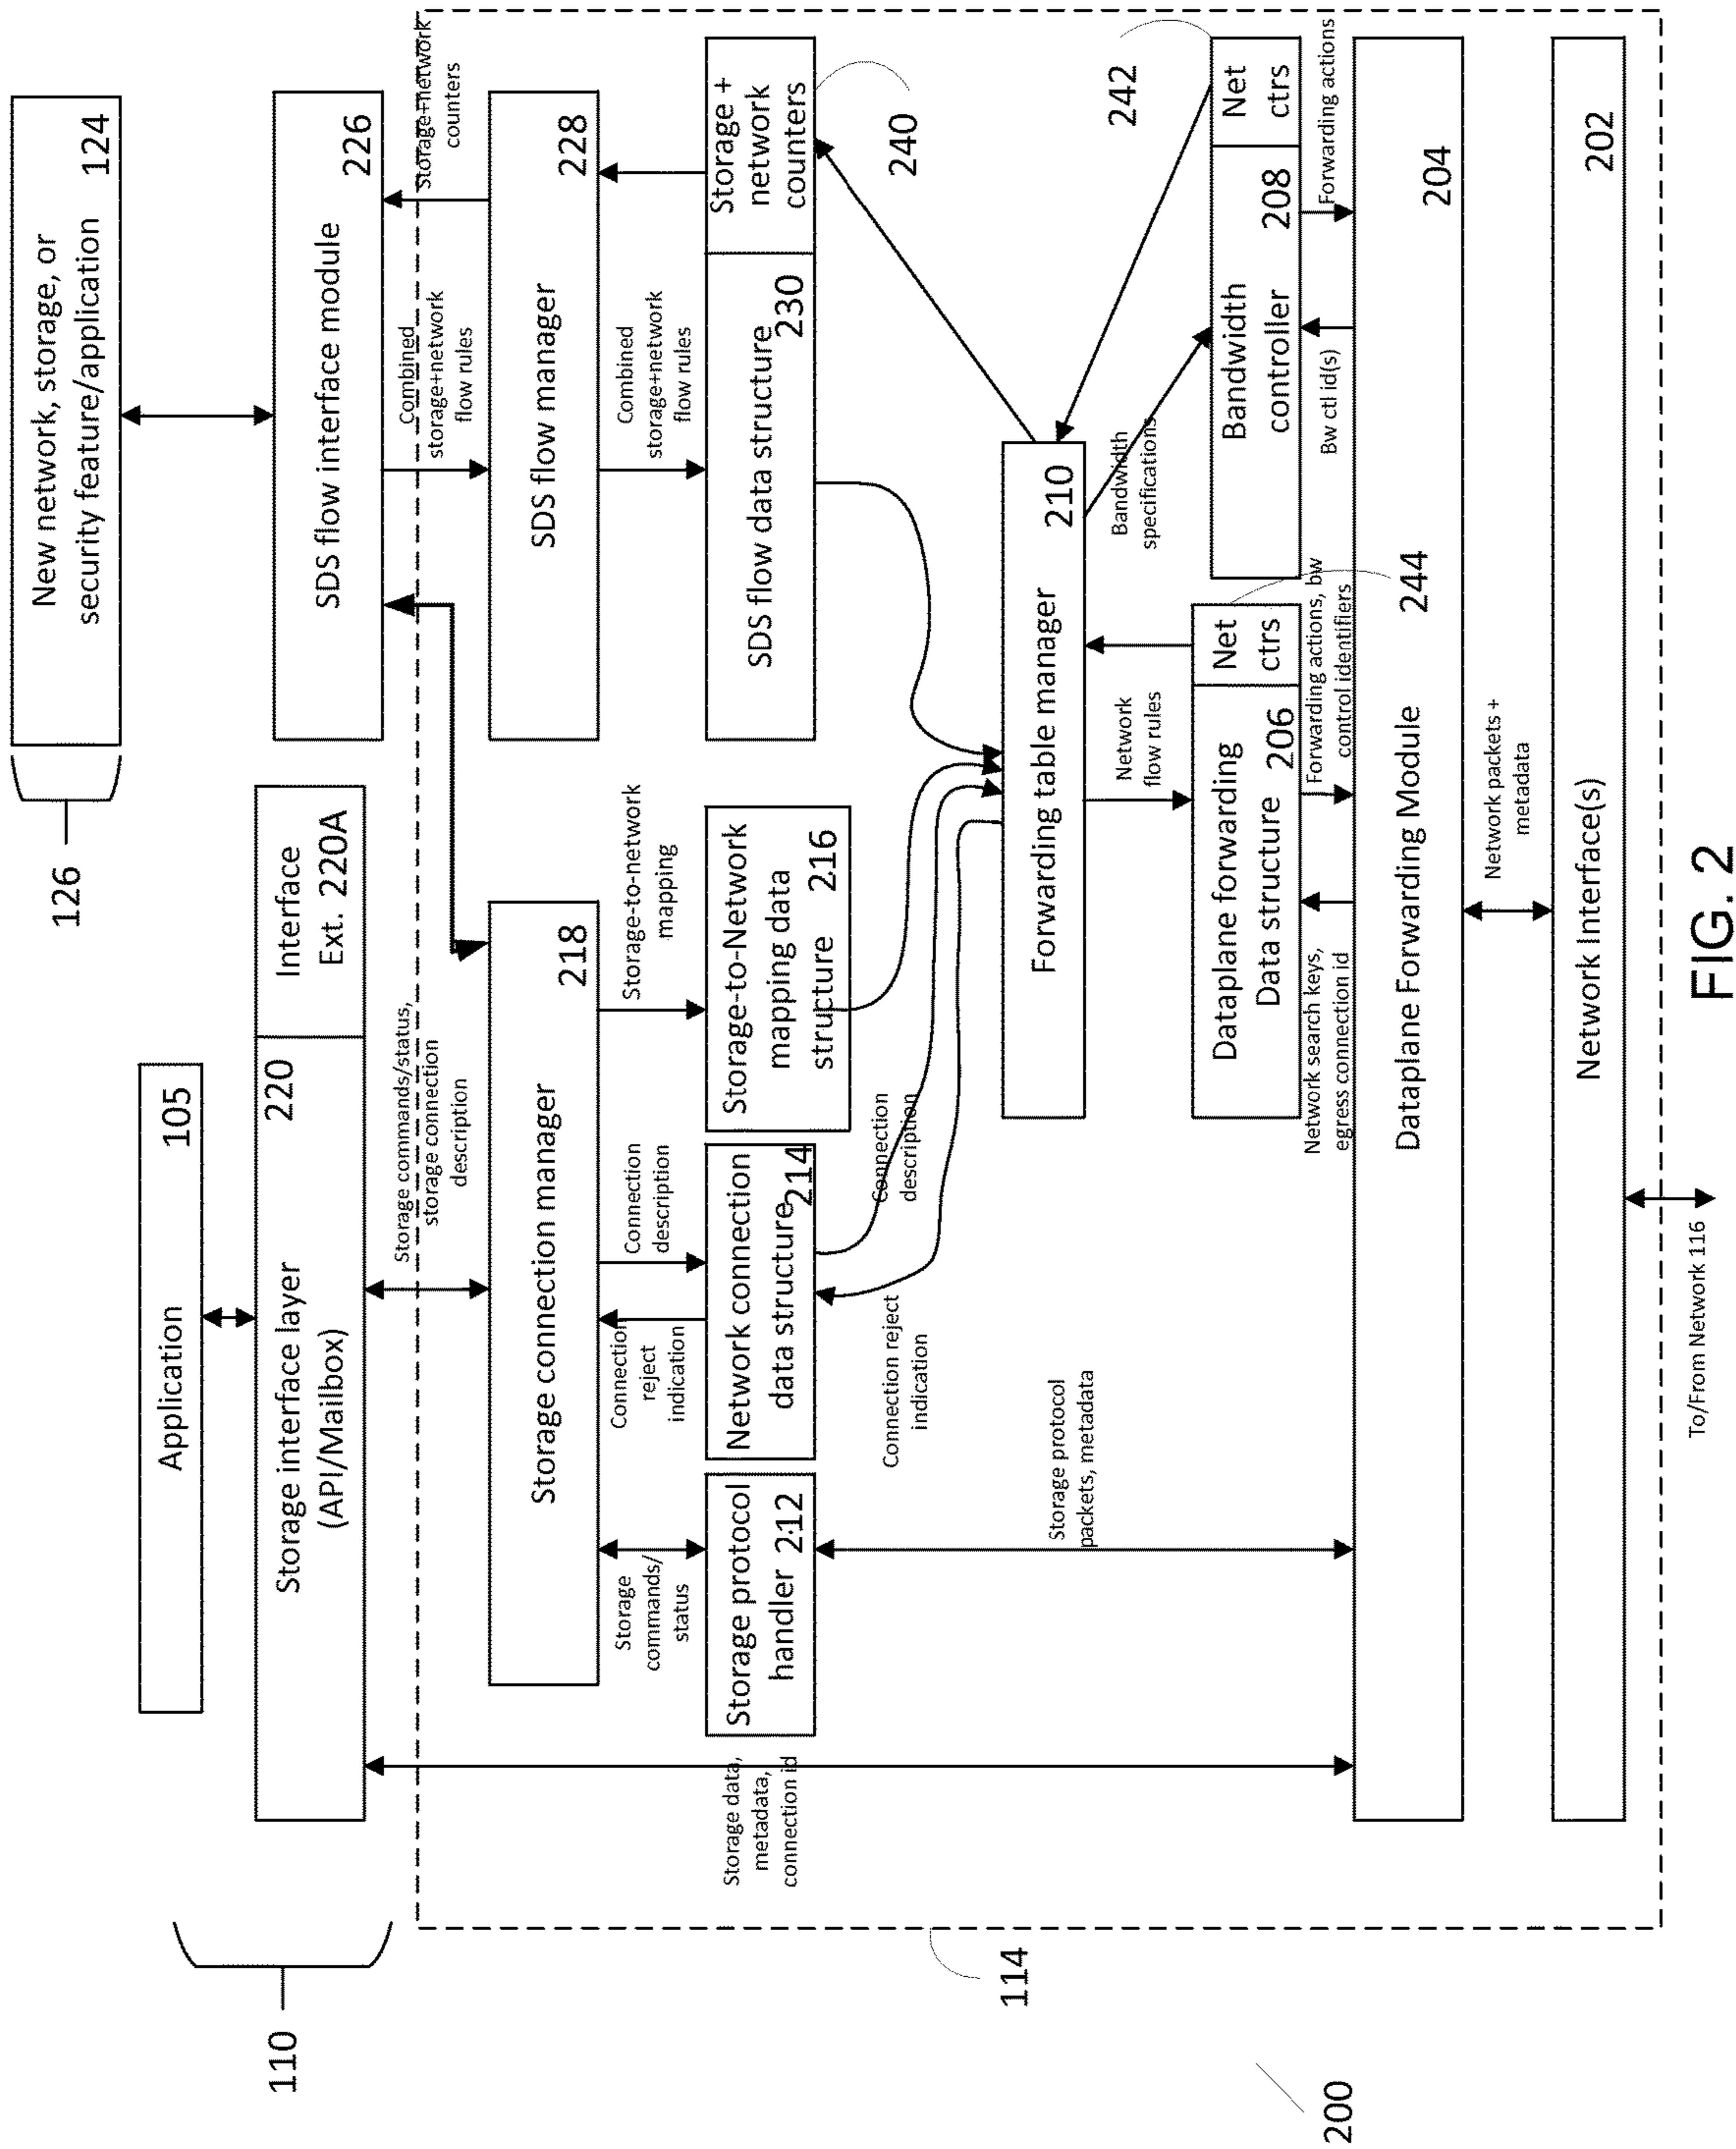 126
New network, storage, or
security feature/application
124
110
Application
105
Storage interface layer
(API/Mailbox)
220
Interface
Ext. 220A
SDS flow interface module
226
Storage commands/status,
storage connection
description
Combined
storage+network
flow rules
Storage+network
counters
Storage connection manager
218
SDS flow manager
228
Storage
commands/
status
Connection
reject
indication
Connection
description
Storage-to-network
mapping
Combined
storage+network
flow rules
Storage data,
metadata,
connection id
Storage protocol
handler 212
Network connection
data structure
214
Storage-to-Network
mapping data
structure
216
SDS flow data structure
230
Storage +
network
counters
240
Connection reject
indication
Connection
description
114
Forwarding table manager
210
Storage protocol
packets, metadata
Network
flow rules
Bandwidth
specifications
242
Dataplane forwarding
Data structure 206
Net
ctrs
Bandwidth
controller
208
Net
ctrs
Network search keys,
egress connection id
Forwarding actions, bw
control identifiers
Bw ctl id(s)
Forwarding actions
244
Dataplane Forwarding Module
204
Network packets +
metadata
Network Interface(s)
202
To/From Network 116
200
FIG. 2